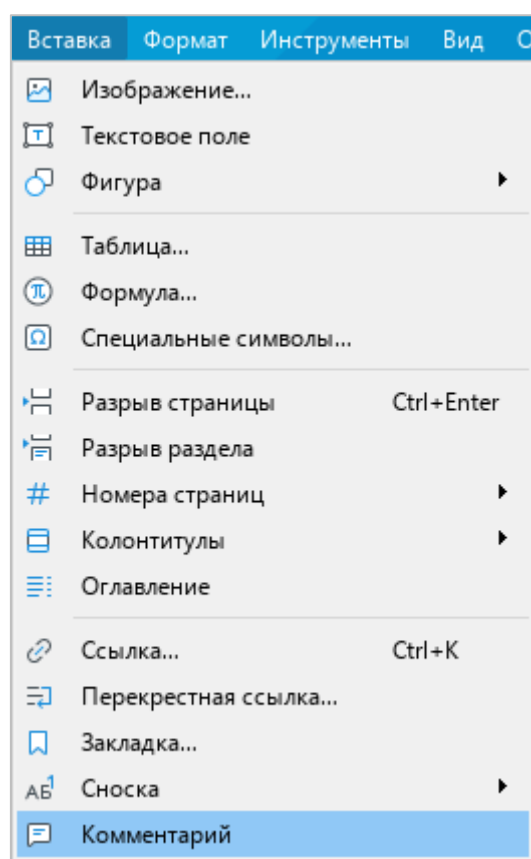 Вставка Формат Инструменты Вид
Изображение...
Текстовое поле
Фигура
Таблица...
Формула...
Специальные символы...
Разрыв страницы Ctrl+Enter
Разрыв раздела
Номера страниц
Колонтитулы
Оглавление
Ссылка... Ctrl+K
Перекрестная ссылка...
Закладка...
Сноска
Комментарий